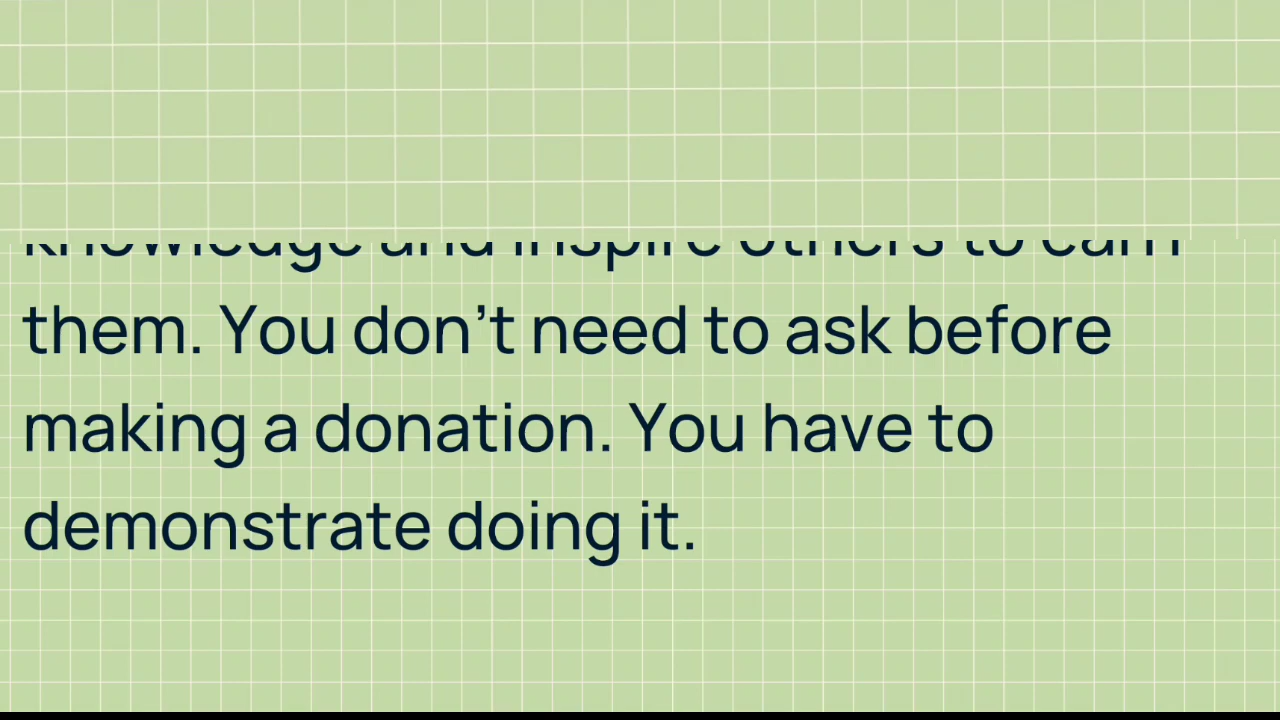 knowledge and inspire others to earn
them. You don't need to ask before
making a donation. You have to
demonstrate doing it.